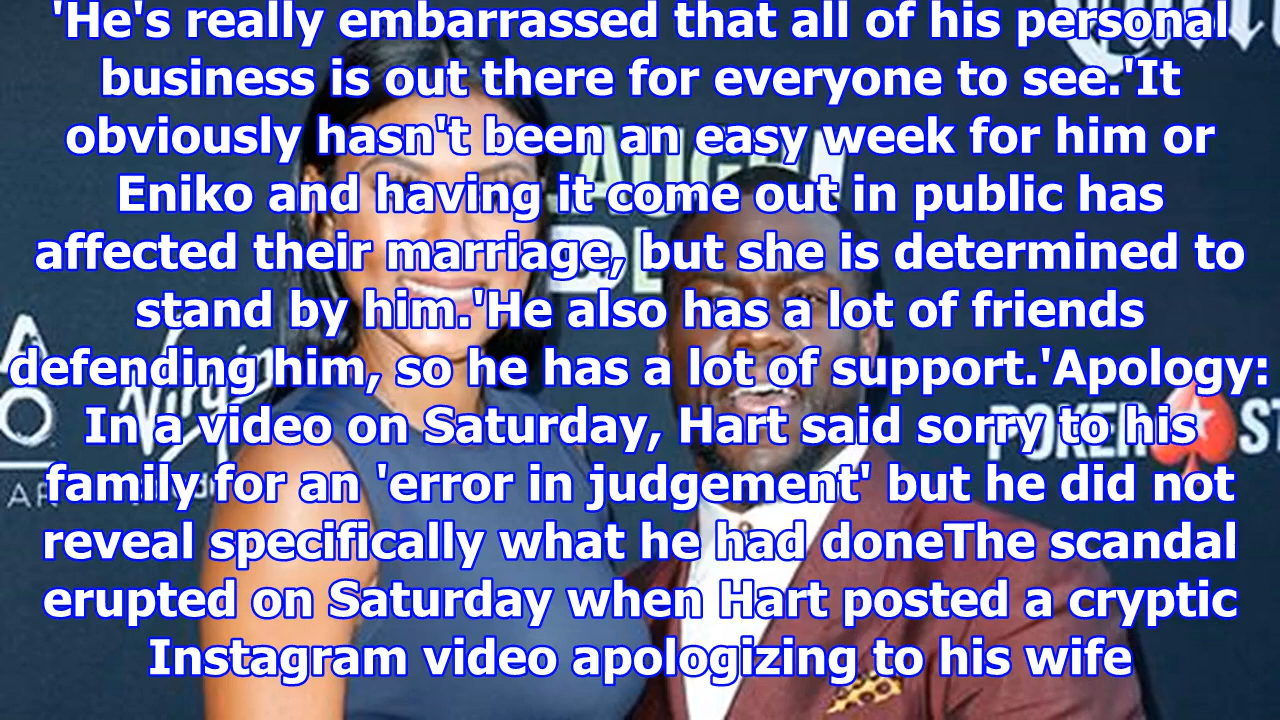 'He's really embarrassed that all of his personal
business is out there for everyone to see.'It
obviously hasn't been an easy week for him or
Eniko and having it come out in public has
affected their marriage, but she is determined to
stand by him.'He also has a lot of friends
defending him, so he has a lot of support.'Apology:
In a video on Saturday, Hart said sorry to his
family for an 'error in judgement' but he did not
reveal specifically what he had doneThe scandal
erupted on Saturday when Hart posted a cryptic
Instagram video apologizing to his wife
Virgin
POKER ST